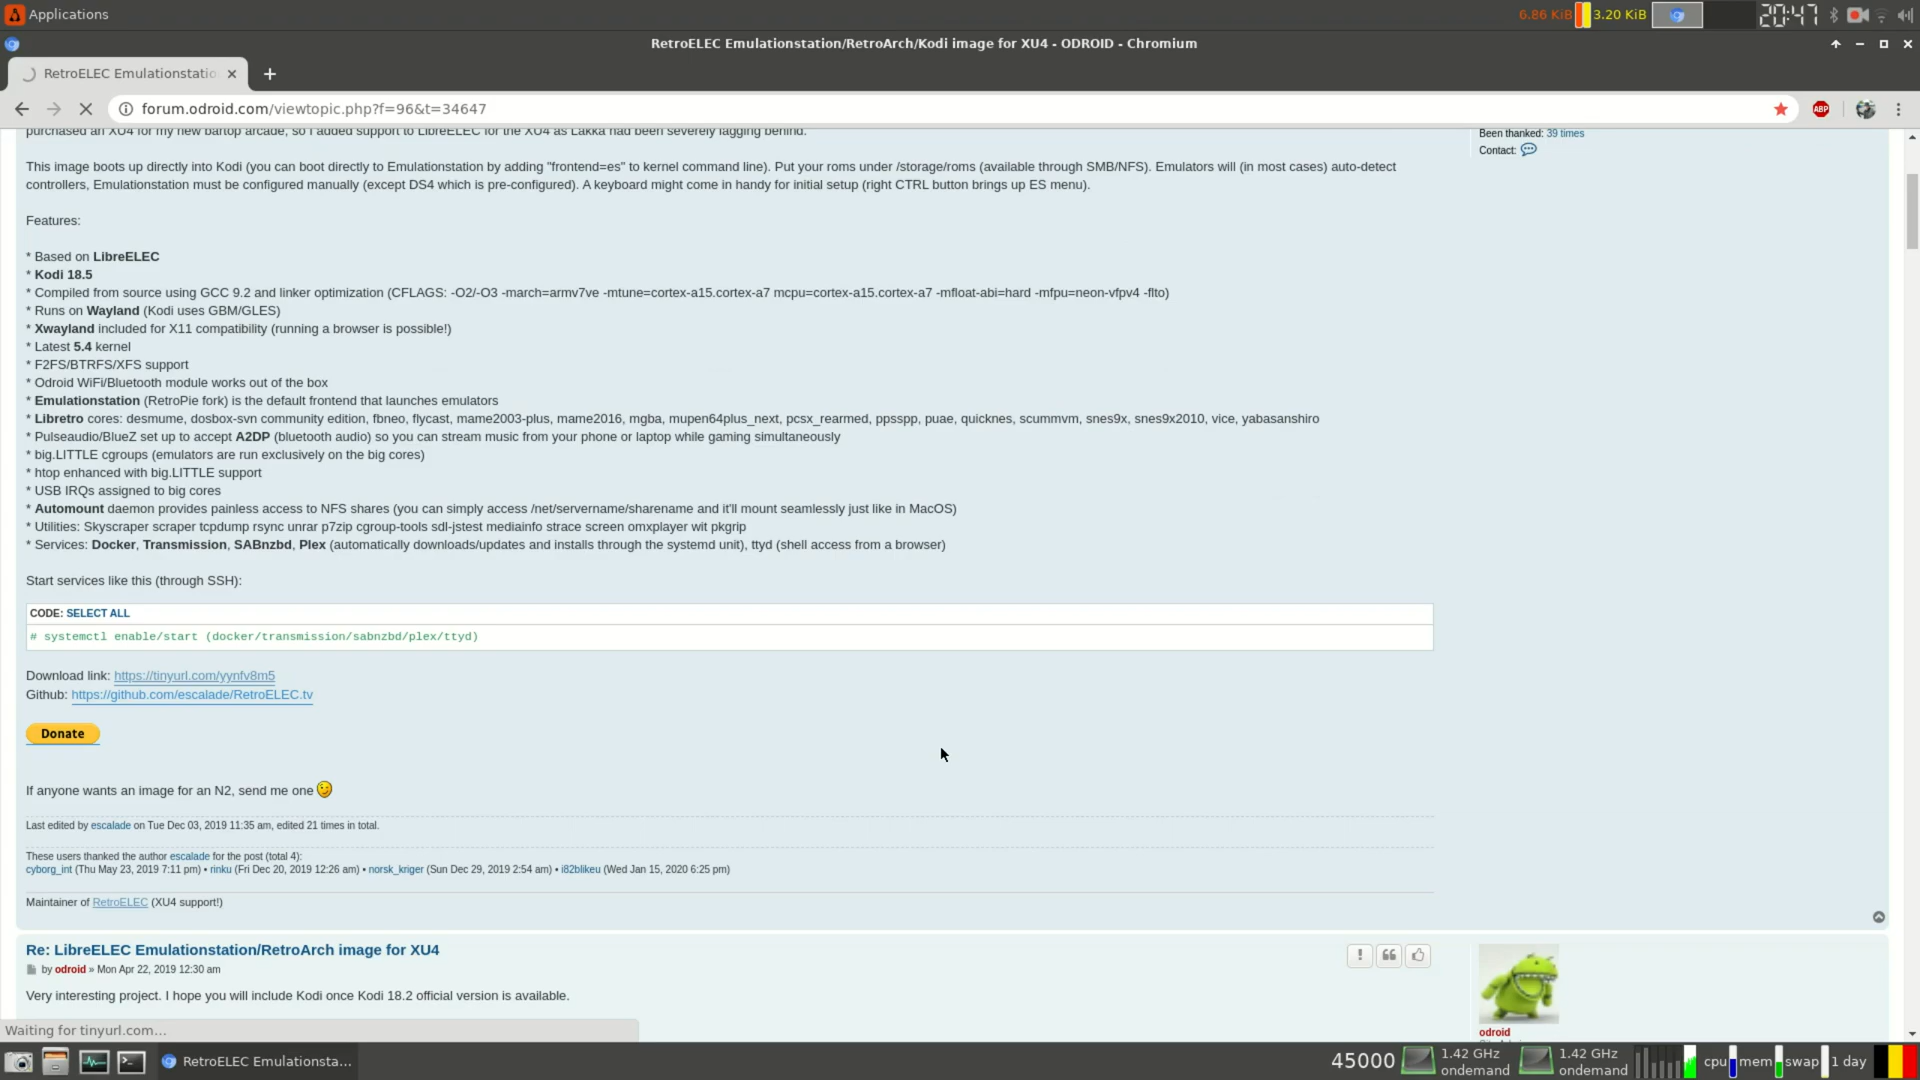 Applications
6.86 KiB 3.20 KiB 20:47
RetroELEC Emulationstation/RetroArch/Kodi image for XU4 - ODROID - Chromium
RetroELEC Emulationstatio
forum.odroid.com/viewtopic.php?f=96&t=34647
ABP
purchased an XU4 for my new bartop arcade, so I added support to LibreELEC for the XU4 as Lakka had been severely lagging behind.
Been thanked: 39 times
Contact:
This image boots up directly into Kodi (you can boot directly to Emulationstation by adding "frontend=es" to kernel command line). Put your roms under /storage/roms (available through SMB/NFS). Emulators will (in most cases) auto-detect
controllers, Emulationstation must be configured manually (except DS4 which is pre-configured). A keyboard might come in handy for initial setup (right CTRL button brings up ES menu).
Features:
* Based on LibreELEC
* Kodi 18.5
* Compiled from source using GCC 9.2 and linker optimization (CFLAGS: -O2/-O3 -march=armv7ve -mtune=cortex-a15.cortex-a7 mcpu=cortex-a15.cortex-a7 -mfloat-abi=hard -mfpu=neon-vfpv4 -flto)
* Runs on Wayland (Kodi uses GBM/GLES)
* Xwayland included for X11 compatibility (running a browser is possible!)
* Latest 5.4 kernel
* F2FS/BTRFS/XFS support
* Odroid WiFi/Bluetooth module works out of the box
* Emulationstation (RetroPie fork) is the default frontend that launches emulators
* Libretro cores: desmume, dosbox-svn community edition, fbneo, flycast, mame2003-plus, mame2016, mgba, mupen64plus_next, pcsx_rearmed, ppsspp, puae, quicknes, scummvm, snes9x, snes9x2010, vice, yabasanshiro
* Pulseaudio/BlueZ set up to accept A2DP (bluetooth audio) so you can stream music from your phone or laptop while gaming simultaneously
* big.LITTLE cgroups (emulators are run exclusively on the big cores)
* htop enhanced with big.LITTLE support
* USB IRQs assigned to big cores
* Automount daemon provides painless access to NFS shares (you can simply access /net/servername/sharename and it'll mount seamlessly just like in MacOS)
* Utilities: Skyscraper scraper tcpdump rsync unrar p7zip cgroup-tools sdl-jstest mediainfo strace screen omxplayer wit pkgrip
* Services: Docker, Transmission, SABnzbd, Plex (automatically downloads/updates and installs through the systemd unit), ttyd (shell access from a browser)
Start services like this (through SSH):
CODE: SELECT ALL
# systemctl enable/start (docker/transmission/sabnzbd/plex/ttyd)
Download link: https://tinyurl.com/yynfv8m5
Github: https://github.com/escalade/RetroELEC.tv
Donate
If anyone wants an image for an N2, send me one
Last edited by escalade on Tue Dec 03, 2019 11:35 am, edited 21 times in total.
These users thanked the author escalade for the post (total 4):
cyborg_int (Thu May 23, 2019 7:11 pm) • rinku (Fri Dec 20, 2019 12:26 am) • norsk_kriger (Sun Dec 29, 2019 2:54 am) • i82blikeu (Wed Jan 15, 2020 6:25 pm)
Maintainer of RetroELEC (XU4 support!)
Re: LibreELEC Emulationstation/RetroArch image for XU4
by odroid » Mon Apr 22, 2019 12:30 am
Very interesting project. I hope you will include Kodi once Kodi 18.2 official version is available.
odroid
Waiting for tinyurl.com...
RetroELEC Emulationsta...
45000
1.42 GHz
ondemand
1.42 GHz
ondemand
cpu mem swap 1 day